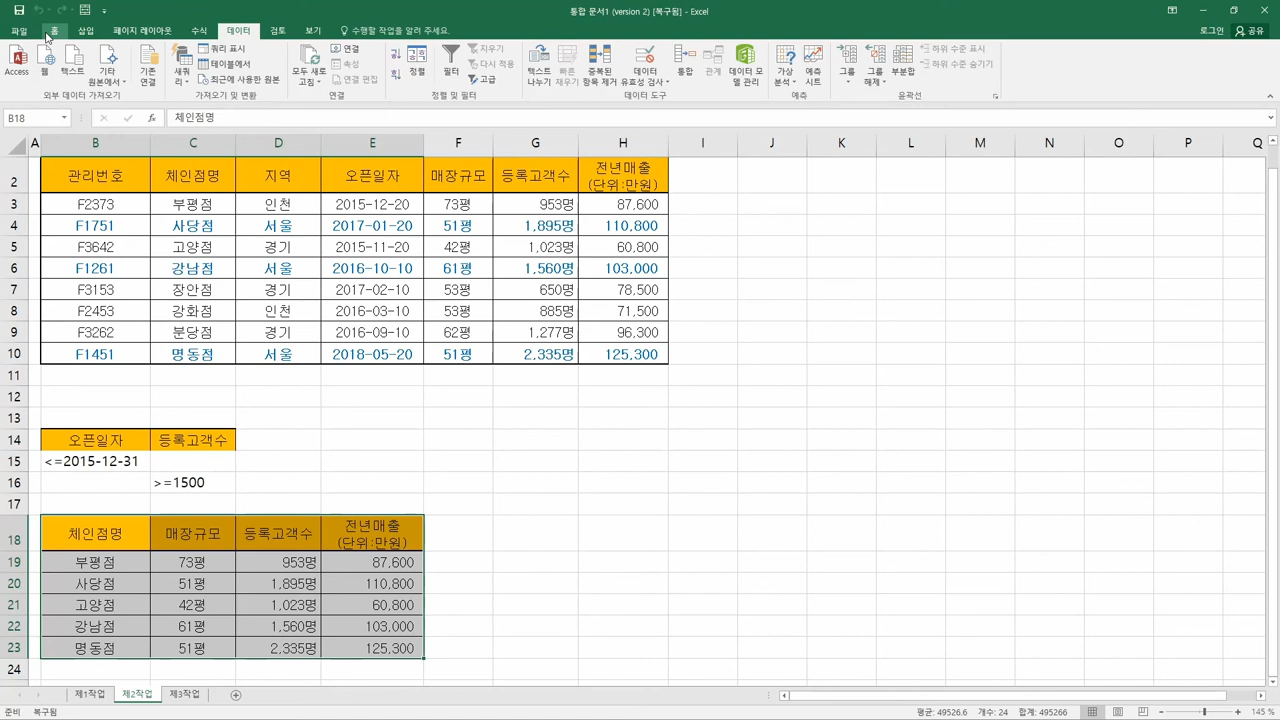 통합 문서1 (version 2) [복구됨] - Excel
파일 홈 삽입 페이지 레이아웃 수식 데이터 검토 보기 수행할 작업을 알려 주세요. 로그인 공유
Access 웹 텍스트 기타 원본에서 기존 연결 새 쿼리 쿼리 표시 테이블에서 최근에 사용한 원본 모두 새로 고침 연결 속성 연결 편집 정렬 필터 지우기 다시 적용 고급 텍스트 나누기 빠른 채우기 중복된 항목 제거 데이터 유효성 검사 통합 관계 데이터 모델 관리 가상 분석 예측 시트 그룹 그룹 해제 부분합 하위 수준 표시 하위 수준 숨기기
외부 데이터 가져오기 가져오기 및 변환 연결 정렬 및 필터 데이터 도구 예측 윤곽선
B18 fx 체인점명
A B C D E F G H I J K L M N O P Q
2 관리번호 체인점명 지역 오픈일자 매장규모 등록고객수 전년매출
(단위:만원)
3 F2373 부평점 인천 2015-12-20 73평 953명 87,600
4 F1751 사당점 서울 2017-01-20 51평 1,895명 110,800
5 F3642 고양점 경기 2015-11-20 42평 1,023명 60,800
6 F1261 강남점 서울 2016-10-10 61평 1,560명 103,000
7 F3153 장안점 경기 2017-02-10 53평 650명 78,500
8 F2453 강화점 인천 2016-03-10 53평 885명 71,500
9 F3262 분당점 경기 2016-09-10 62평 1,277명 96,300
10 F1451 명동점 서울 2018-05-20 51평 2,335명 125,300
11
12
13
14 오픈일자 등록고객수
15 <=2015-12-31
16 >=1500
17
18 체인점명 매장규모 등록고객수 전년매출
(단위:만원)
19 부평점 73평 953명 87,600
20 사당점 51평 1,895명 110,800
21 고양점 42평 1,023명 60,800
22 강남점 61평 1,560명 103,000
23 명동점 51평 2,335명 125,300
24
제1작업 제2작업 제3작업
준비 복구됨 평균: 49526.6 개수: 24 합계: 495266 145 %